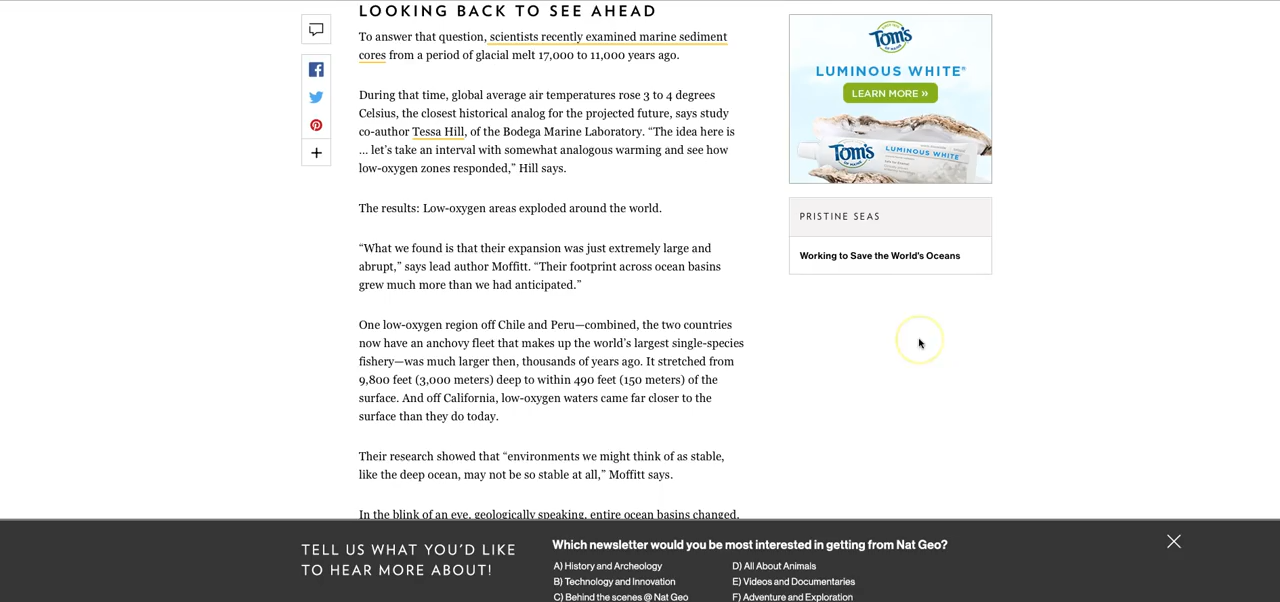 LOOKING BACK TO SEE AHEAD
To answer that question, scientists recently examined marine sediment
cores from a period of glacial melt 17,000 to 11,000 years ago.
During that time, global average air temperatures rose 3 to 4 degrees
Celsius, the closest historical analog for the projected future, says study
co-author Tessa Hill, of the Bodega Marine Laboratory. “The idea here is
... let’s take an interval with somewhat analogous warming and see how
low-oxygen zones responded,” Hill says.
The results: Low-oxygen areas exploded around the world.
“What we found is that their expansion was just extremely large and
abrupt,” says lead author Moffitt. “Their footprint across ocean basins
grew much more than we had anticipated.”
One low-oxygen region off Chile and Peru—combined, the two countries
now have an anchovy fleet that makes up the world’s largest single-species
fishery—was much larger then, thousands of years ago. It stretched from
9,800 feet (3,000 meters) deep to within 490 feet (150 meters) of the
surface. And off California, low-oxygen waters came far closer to the
surface than they do today.
Their research showed that “environments we might think of as stable,
like the deep ocean, may not be so stable at all,” Moffitt says.
In the blink of an eye, geologically speaking, entire ocean basins changed.
Tom's
OF MAINE
LUMINOUS WHITE®
LEARN MORE »
Tom's
OF MAINE
LUMINOUS WHITE
PRISTINE SEAS
Working to Save the World's Oceans
TELL US WHAT YOU'D LIKE
TO HEAR MORE ABOUT!
Which newsletter would you be most interested in getting from Nat Geo?
A) History and Archeology
B) Technology and Innovation
C) Behind the scenes @ Nat Geo
D) All About Animals
E) Videos and Documentaries
F) Adventure and Exploration